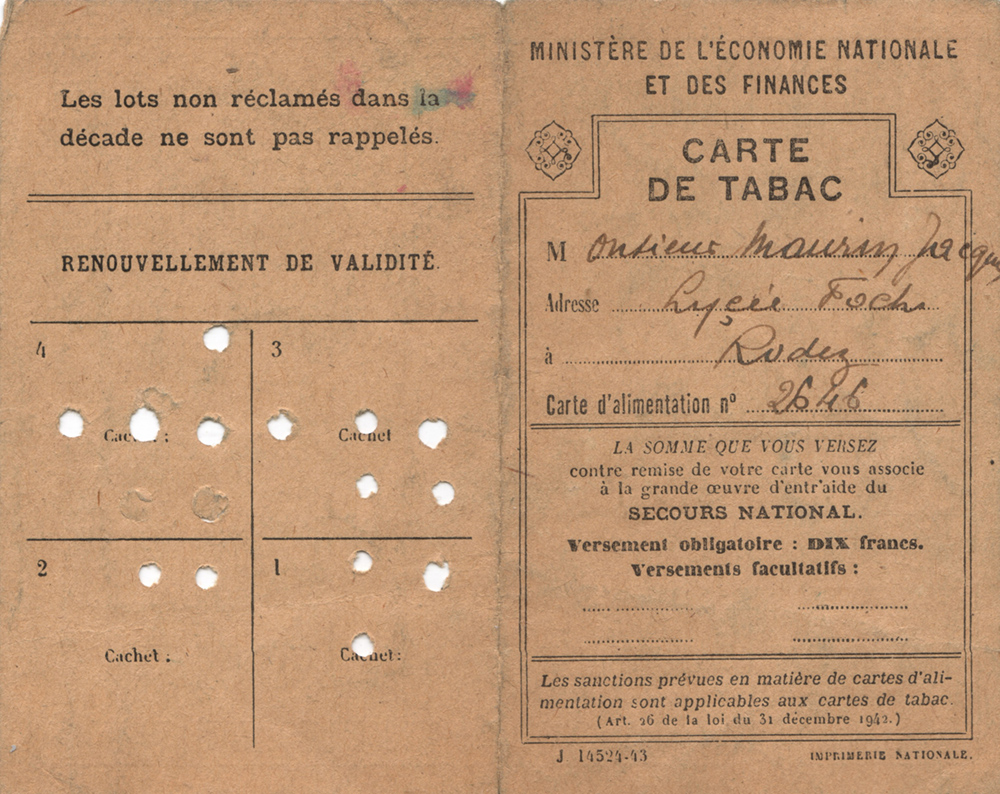 Les lots non réclamés dans la
décade ne sont pas rappelés.
RENOUVELLEMENT DE VALIDITÉ.
4
Cachet :
3
Cachet
2
Cachet :
1
Cachet :
MINISTÈRE DE L'ÉCONOMIE NATIONALE
ET DES FINANCES
CARTE
DE TABAC
Monsieur Maurin Jacques
Adresse Lycée Foch
à Rodez
Carte d'alimentation nº 2646
LA SOMME QUE VOUS VERSEZ
contre remise de votre carte vous associe
à la grande œuvre d'entr'aide du
SECOURS NATIONAL.
Versement obligatoire : DIX francs.
Versements facultatifs :
Les sanctions prévues en matière de cartes d'ali-
mentation sont applicables aux cartes de tabac.
(Art. 26 de la loi du 31 décembre 1942.)
J. 14524-43
IMPRIMERIE NATIONALE.